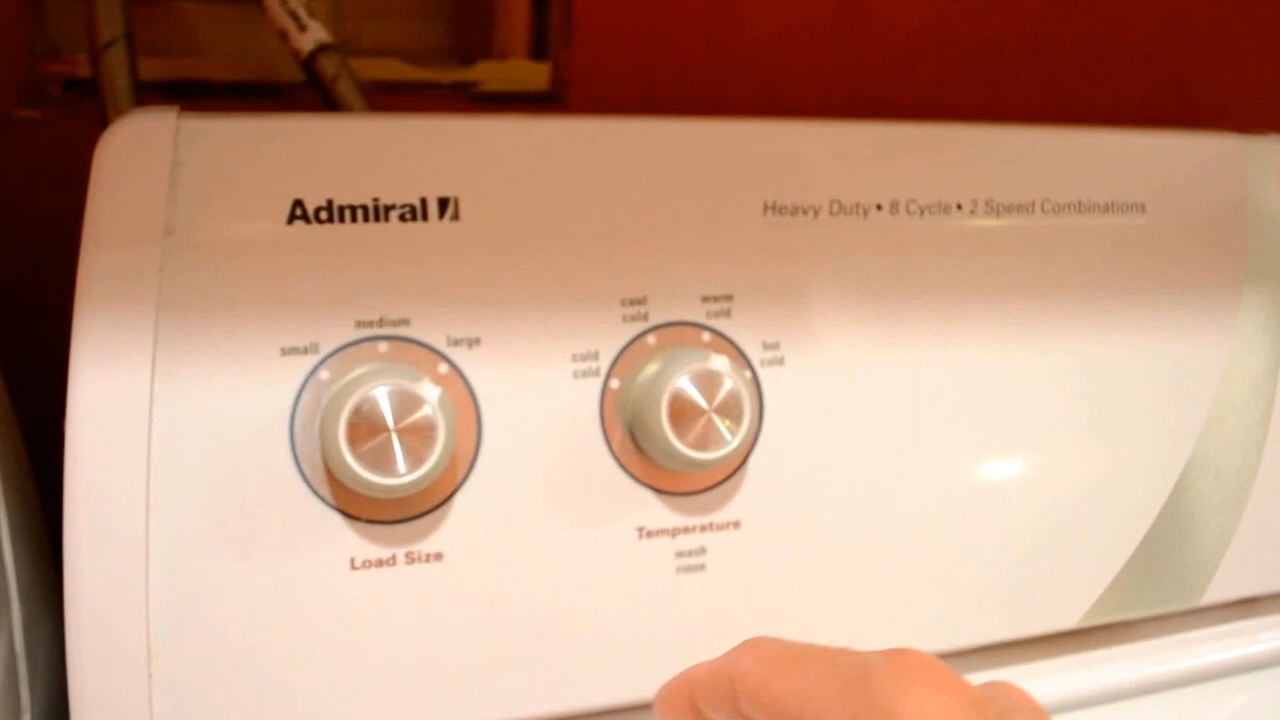 Admiral
Heavy Duty • 8 Cycle • 2 Speed Combinations
small
medium
large
cold
cold
cool
cold
warm
cold
hot
cold
Load Size
Temperature
wash
rinse